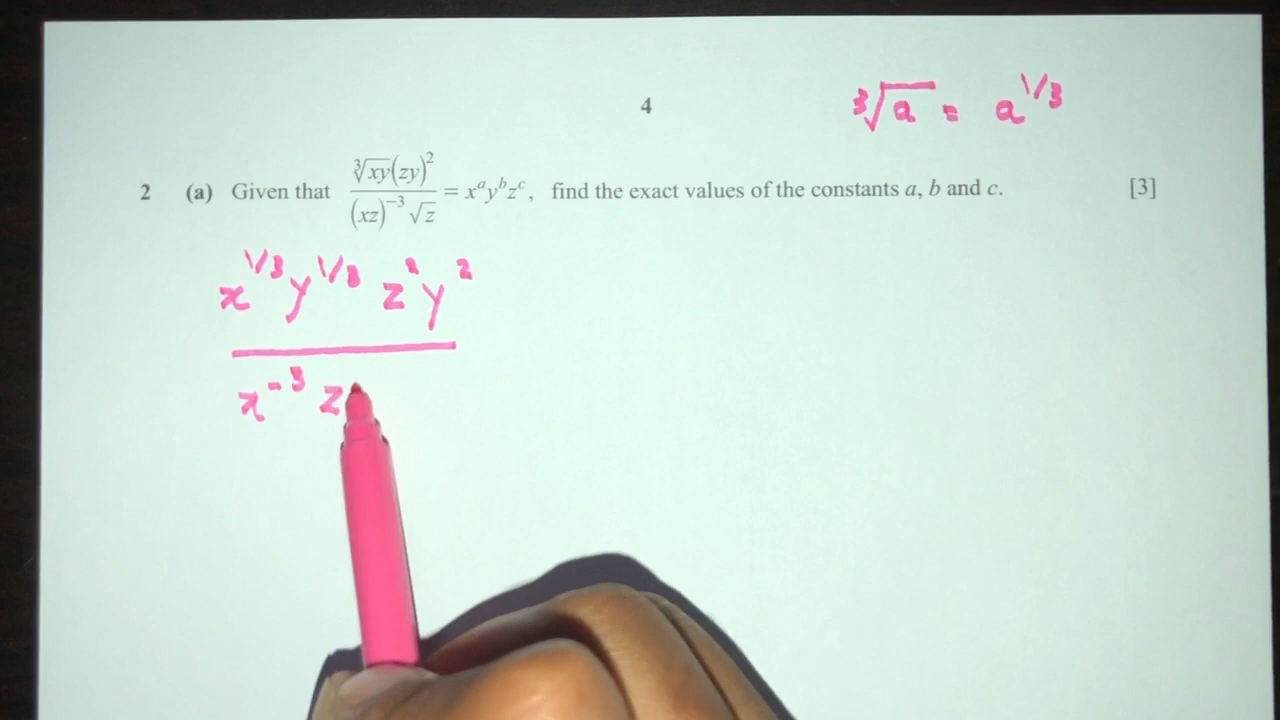 4
∛a = a^1/3
2 (a) Given that ∛xy(zy)^2 / (xz)^-3 √z = x^a y^b z^c, find the exact values of the constants a, b and c. [3]
x^1/3 y^1/3 z^2 y^2
x^-3 z